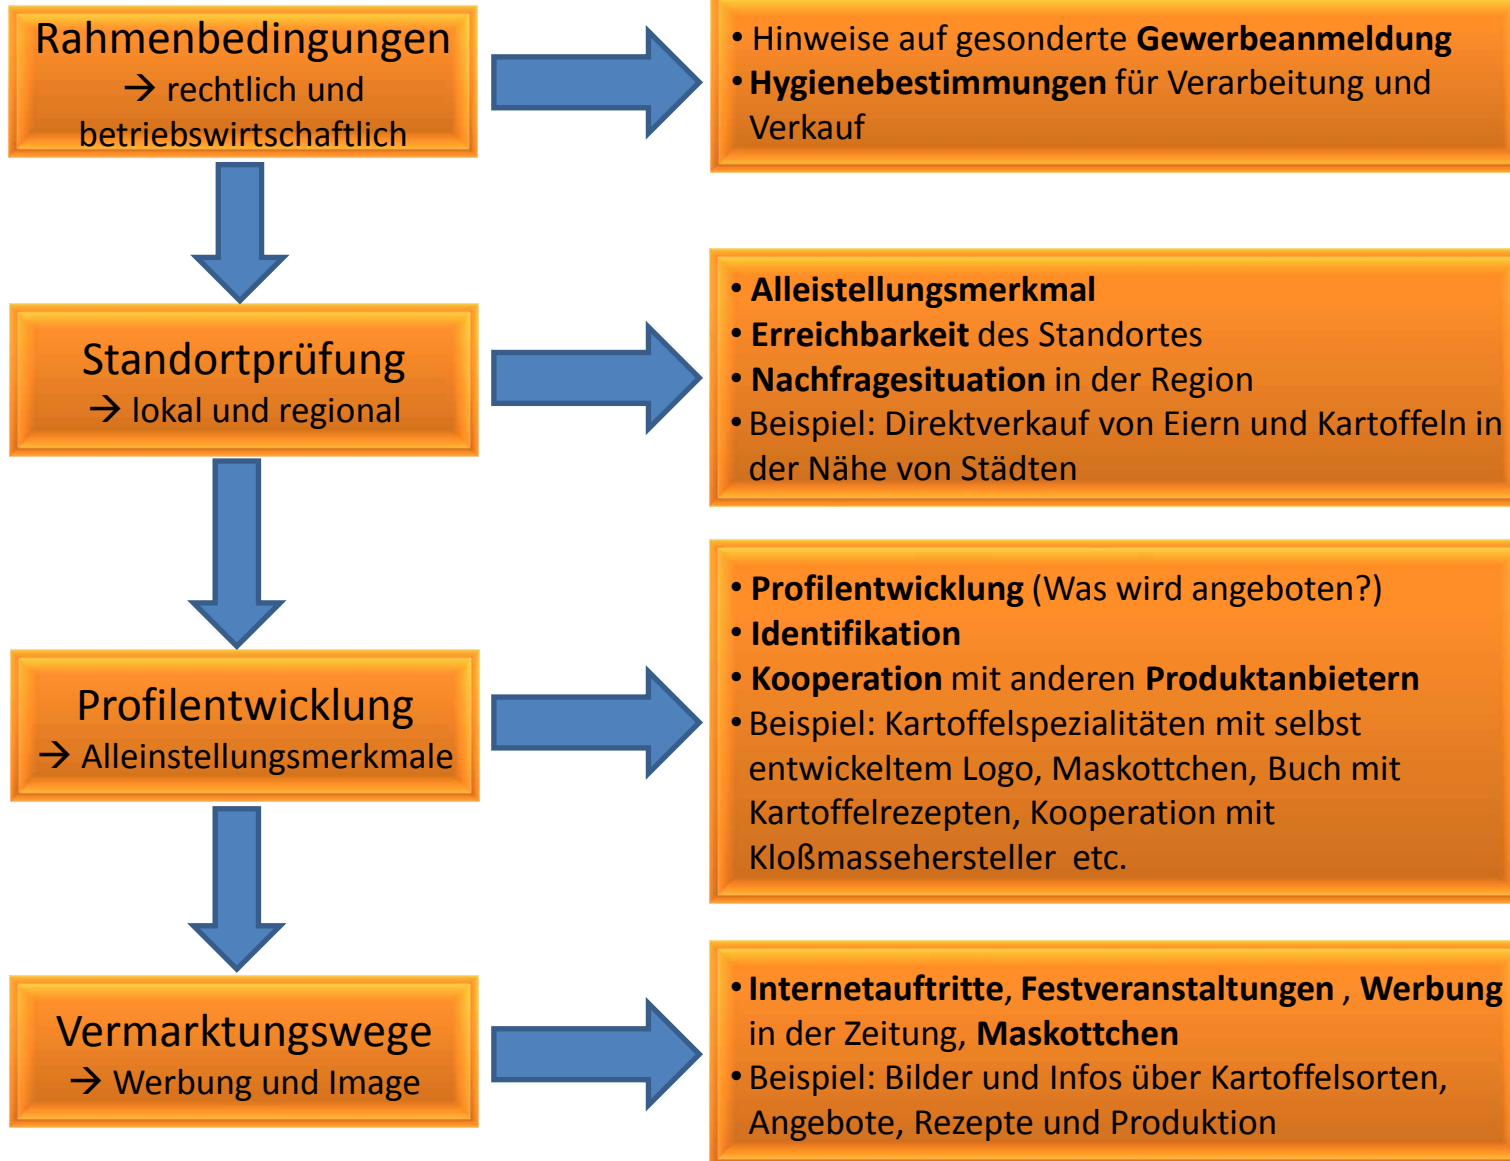 Rahmenbedingungen
→ rechtlich und
betriebswirtschaftlich
• Hinweise auf gesonderte Gewerbeanmeldung
• Hygienebestimmungen für Verarbeitung und
Verkauf
Standortprüfung
→ lokal und regional
• Alleistellungsmerkmal
• Erreichbarkeit des Standortes
• Nachfragesituation in der Region
• Beispiel: Direktverkauf von Eiern und Kartoffeln in
der Nähe von Städten
Profilentwicklung
→ Alleinstellungsmerkmale
• Profilentwicklung (Was wird angeboten?)
• Identifikation
• Kooperation mit anderen Produktanbietern
• Beispiel: Kartoffelspezialitäten mit selbst
entwickeltem Logo, Maskottchen, Buch mit
Kartoffelrezepten, Kooperation mit
Kloßmassehersteller etc.
Vermarktungswege
→ Werbung und Image
• Internetauftritte, Festveranstaltungen , Werbung
in der Zeitung, Maskottchen
• Beispiel: Bilder und Infos über Kartoffelsorten,
Angebote, Rezepte und Produktion